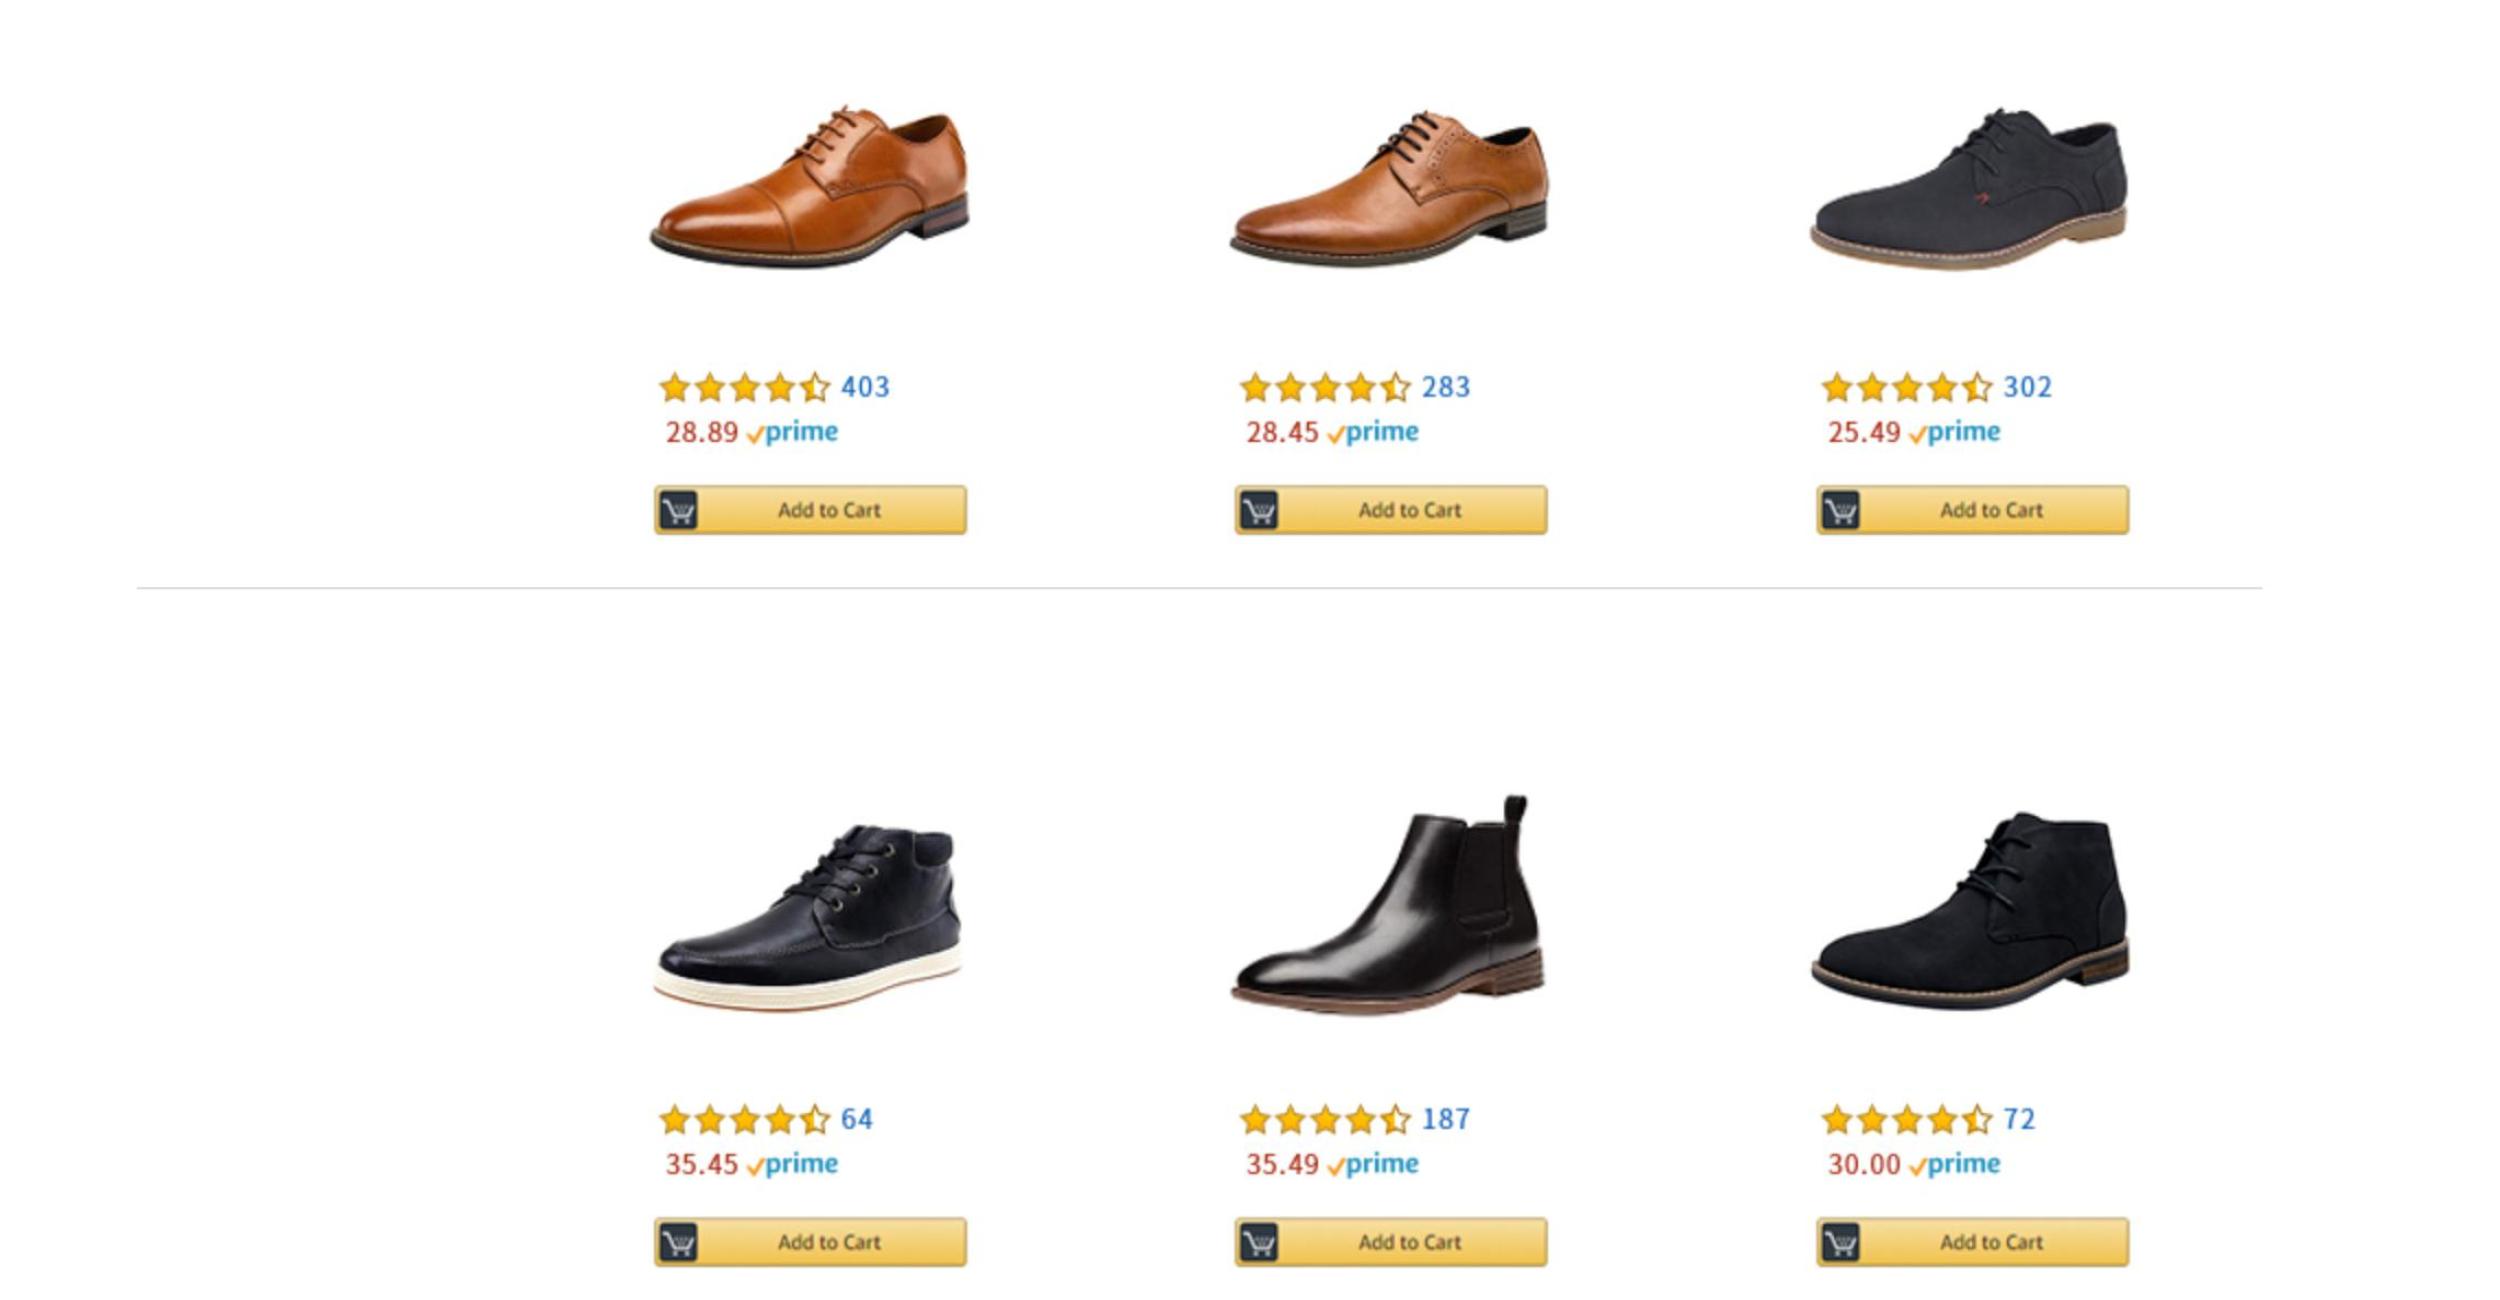 403
28.89 prime
Add to Cart
283
28.45 prime
Add to Cart
302
25.49 prime
Add to Cart
64
35.45 prime
Add to Cart
187
35.49 prime
Add to Cart
72
30.00 prime
Add to Cart